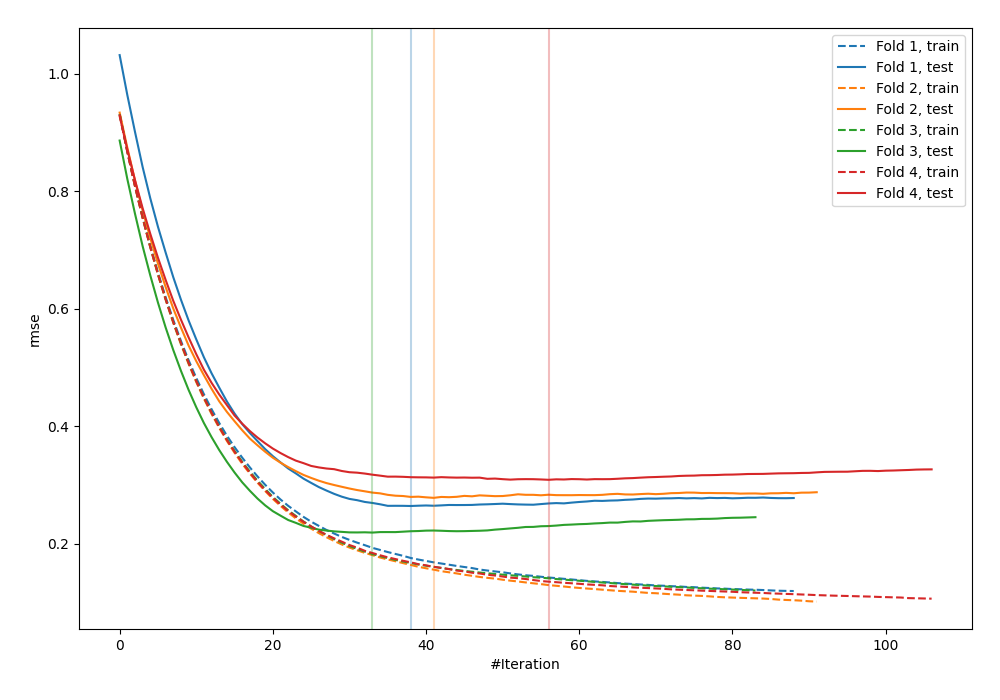 Fold 1, train
Fold 1, test
Fold 2, train
Fold 2, test
Fold 3, train
Fold 3, test
Fold 4, train
Fold 4, test
1.0
0.8
0.6
0.4
0.2
rmse
0 20 40 60 80 100
#Iteration